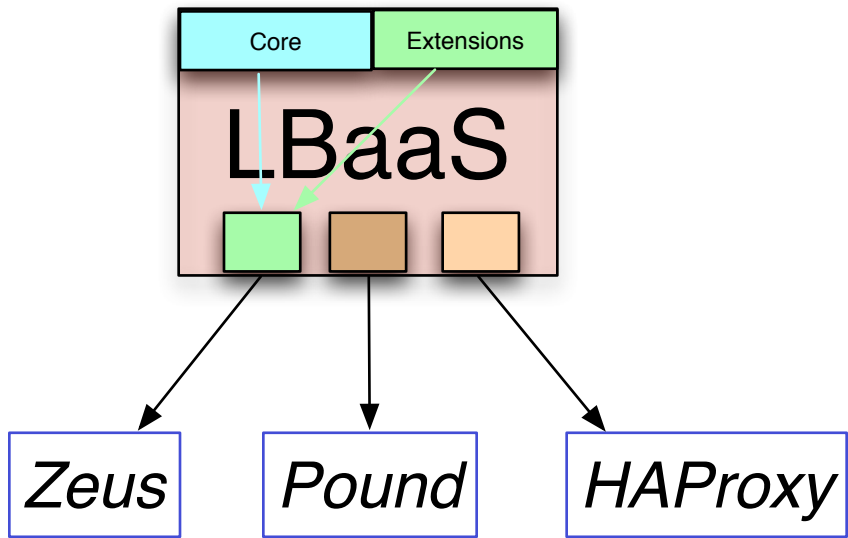 Core
Extensions
LBaaS
Zeus
Pound
HAProxy